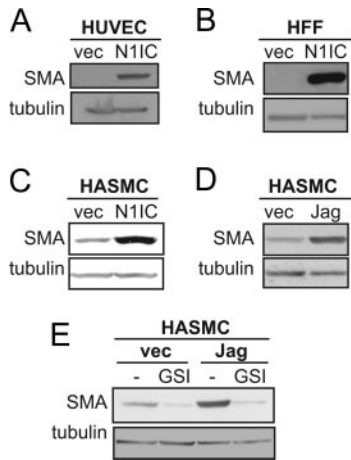 A
HUVEC
vec N1IC
SMA
tubulin
B
HFF
vec N1IC
SMA
tubulin
C
HASMC
vec N1IC
SMA
tubulin
D
HASMC
vec Jag
SMA
tubulin
E
HASMC
vec Jag
- GSI - GSI
SMA
tubulin